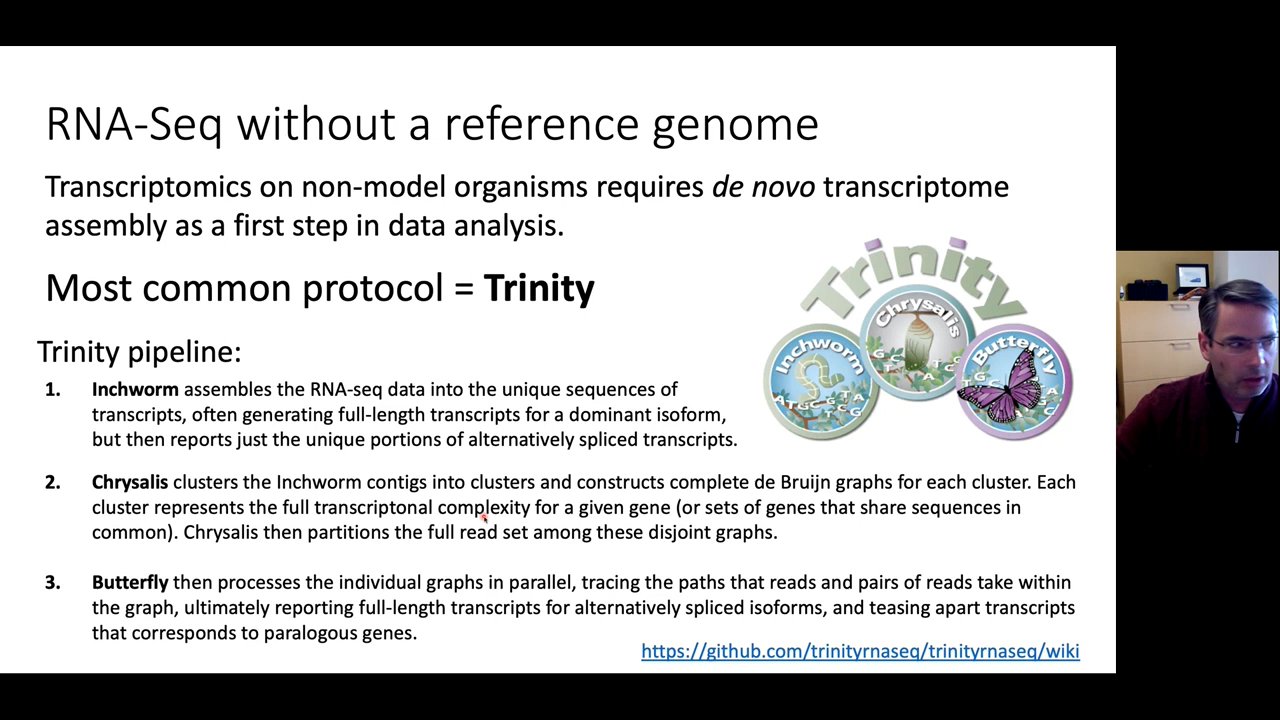 RNA-Seq without a reference genome
Transcriptomics on non-model organisms requires de novo transcriptome
assembly as a first step in data analysis.
Most common protocol = Trinity
Trinity
Chrysalis
Inchworm
Butterfly
Trinity pipeline:
1. Inchworm assembles the RNA-seq data into the unique sequences of
transcripts, often generating full-length transcripts for a dominant isoform,
but then reports just the unique portions of alternatively spliced transcripts.
2. Chrysalis clusters the Inchworm contigs into clusters and constructs complete de Bruijn graphs for each cluster. Each
cluster represents the full transcriptonal complexity for a given gene (or sets of genes that share sequences in
common). Chrysalis then partitions the full read set among these disjoint graphs.
3. Butterfly then processes the individual graphs in parallel, tracing the paths that reads and pairs of reads take within
the graph, ultimately reporting full-length transcripts for alternatively spliced isoforms, and teasing apart transcripts
that corresponds to paralogous genes.
https://github.com/trinityrnaseq/trinityrnaseq/wiki